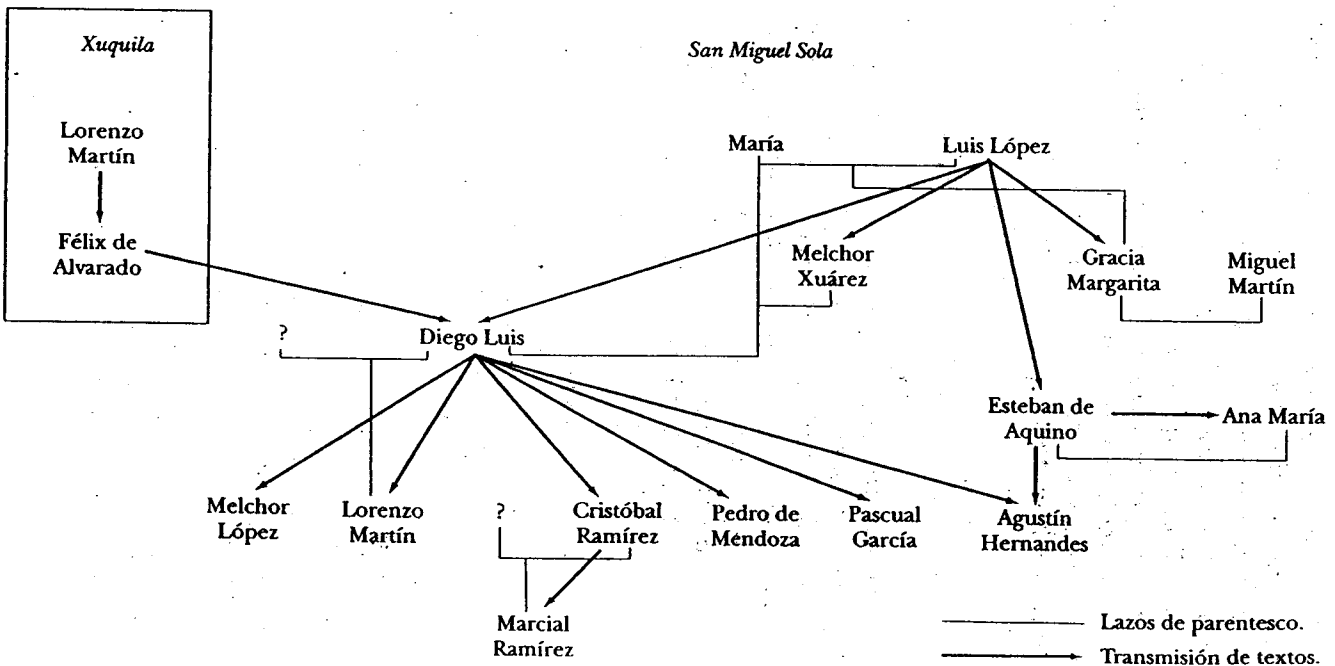 Xuquila
San Miguel Sola
Lorenzo
Martín
María
Luis López
Félix de
Alvarado
Melchor
Xuárez
Gracia
Margarita
Miguel
Martín
?
Diego Luis
Esteban de
Aquino
Ana María
Melchor
López
Lorenzo
Martín
?
Cristóbal
Ramírez
Pedro de
Mendoza
Pascual
García
Agustín
Hernandes
Marcial
Ramírez
Lazos de parentesco.
Transmisión de textos.